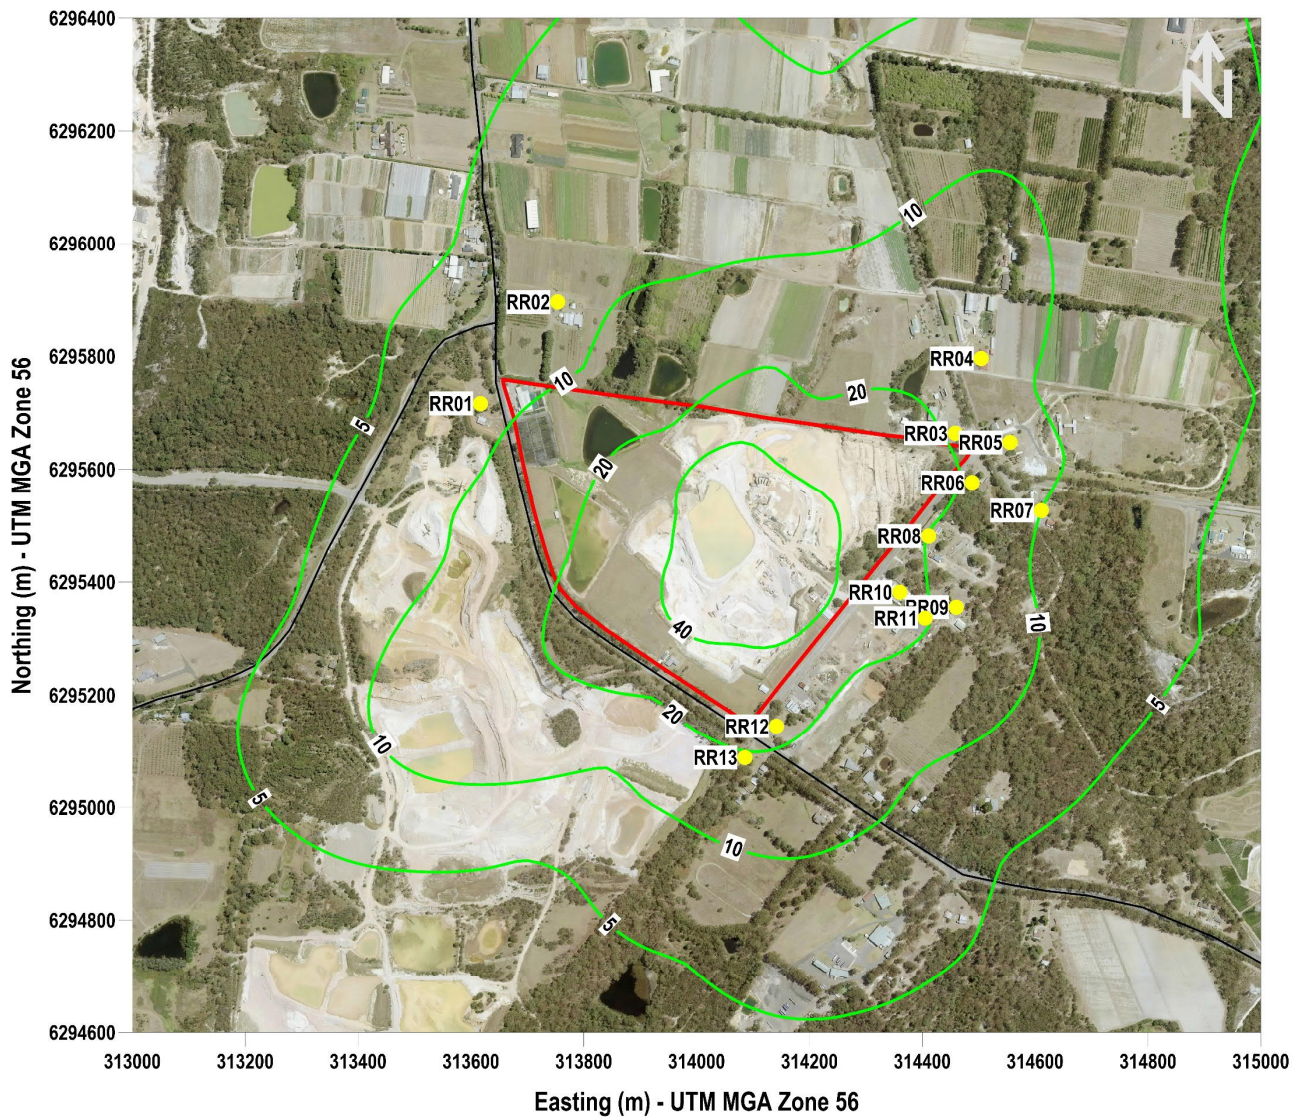 6296400
6296200
6296000
6295800
6295600
6295400
6295200
6295000
6294800
6294600
Northing (m) - UTM MGA Zone 56
N
10
RR02
RR04
10
20
RR01
5
RR03
RR05
20
RR06
RR07
RR08
RR10
RR09
RR11
40
10
5
20
RR12
10
RR13
5
10
5
313000
313200
313400
313600
313800
314000
314200
314400
314600
314800
315000
Easting (m) - UTM MGA Zone 56